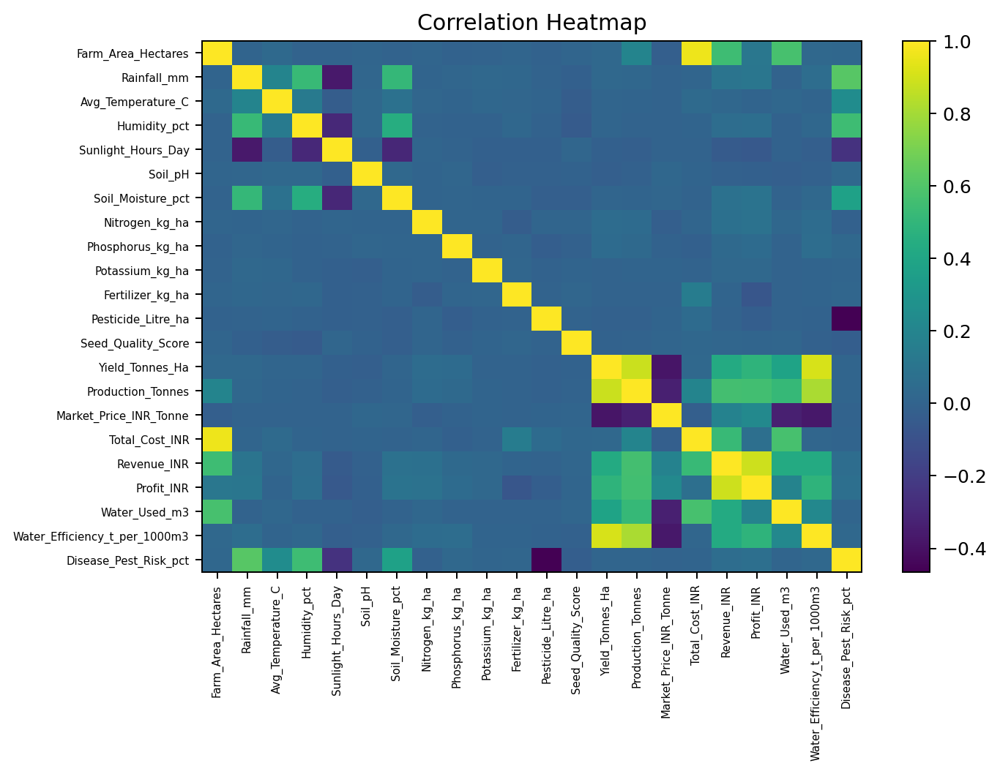 Correlation Heatmap
Farm_Area_Hectares
Rainfall_mm
Avg_Temperature_C
Humidity_pct
Sunlight_Hours_Day
Soil_pH
Soil_Moisture_pct
Nitrogen_kg_ha
Phosphorus_kg_ha
Potassium_kg_ha
Fertilizer_kg_ha
Pesticide_Litre_ha
Seed_Quality_Score
Yield_Tonnes_Ha
Production_Tonnes
Market_Price_INR_Tonne
Total_Cost_INR
Revenue_INR
Profit_INR
Water_Used_m3
Water_Efficiency_t_per_1000m3
Disease_Pest_Risk_pct
Farm_Area_Hectares
Rainfall_mm
Avg_Temperature_C
Humidity_pct
Sunlight_Hours_Day
Soil_pH
Soil_Moisture_pct
Nitrogen_kg_ha
Phosphorus_kg_ha
Potassium_kg_ha
Fertilizer_kg_ha
Pesticide_Litre_ha
Seed_Quality_Score
Yield_Tonnes_Ha
Production_Tonnes
Market_Price_INR_Tonne
Total_Cost_INR
Revenue_INR
Profit_INR
Water_Used_m3
Water_Efficiency_t_per_1000m3
Disease_Pest_Risk_pct
1.0
0.8
0.6
0.4
0.2
0.0
−0.2
−0.4